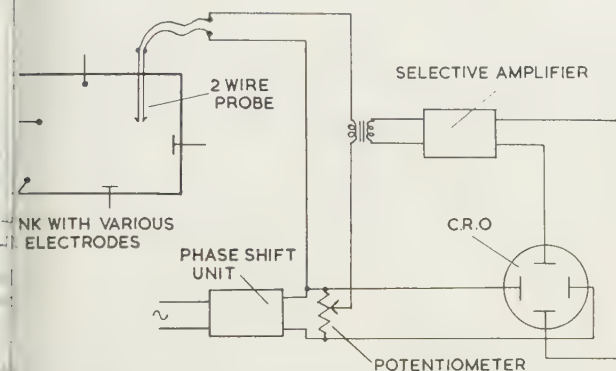 2 WIRE
PROBE
SELECTIVE AMPLIFIER
NK WITH VARIOUS
ELECTRODES
PHASE SHIFT
UNIT
C.R.O
POTENTIOMETER